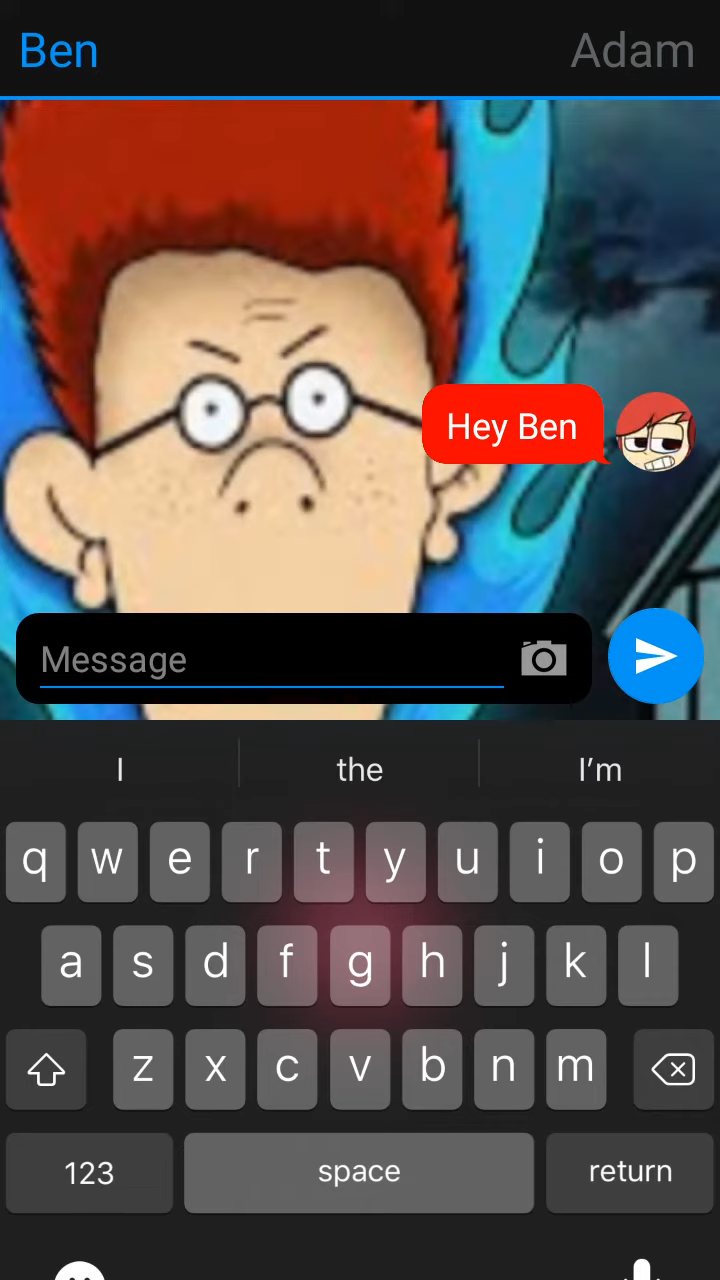 Ben
Adam
Hey Ben
Message
I
the
I’m
q w e r t y u i o p
a s d f g h j k l
z x c v b n m
123
space
return